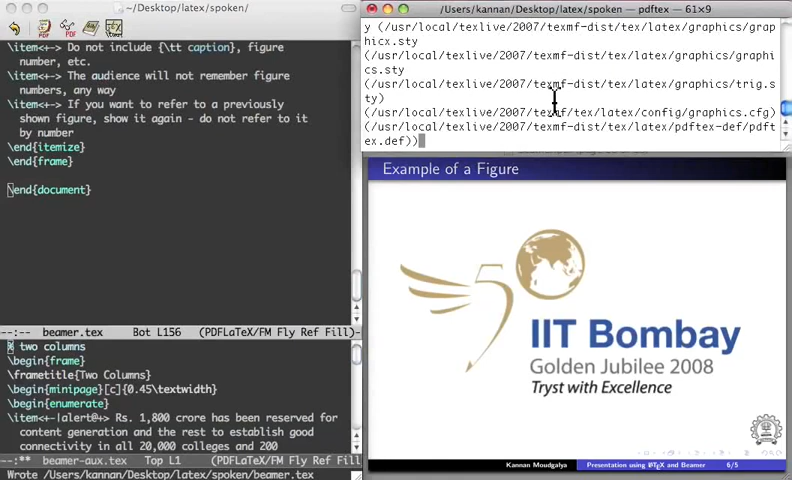 ~/Desktop/latex/spoken/
\item<+-> Do not include {\tt caption}, figure
number, etc.
\item<+-> The audience will not remember figure
numbers, any way
\item<+-> If you want to refer to a previously
shown figure, show it again - do not refer to it
by number
\end{itemize}
\end{frame}
\end{document}
--:-- beamer.tex Bot L156 (PDFLaTeX/FM Fly Ref Fill)-
% two columns
\begin{frame}
\frametitle{Two Columns}
\begin{minipage}[c]{0.45\textwidth}
\begin{enumerate}
\item<+-|alert@+> Rs. 1,800 crore has been reserved for
content generation and the rest to establish good
connectivity in all 20,000 colleges and 200
-:** beamer-aux.tex Top L1 (PDFLaTeX/FM Fly Ref Fill
Wrote /Users/kannan/Desktop/latex/spoken/beamer.tex
/Users/kannan/Desktop/latex/spoken — pdftex — 61×9
y (/usr/local/texlive/2007/texmf-dist/tex/latex/graphics/grap
hicx.sty
(/usr/local/texlive/2007/texmf-dist/tex/latex/graphics/graphi
cs.sty
(/usr/local/texlive/2007/texmf-dist/tex/latex/graphics/trig.s
ty)
(/usr/local/texlive/2007/texmf/tex/latex/config/graphics.cfg)
(/usr/local/texlive/2007/texmf-dist/tex/latex/pdftex-def/pdft
ex.def))
Example of a Figure
IIT Bombay
Golden Jubilee 2008
Tryst with Excellence
Kannan Moudgalya Presentation using LATEX and Beamer 6/5